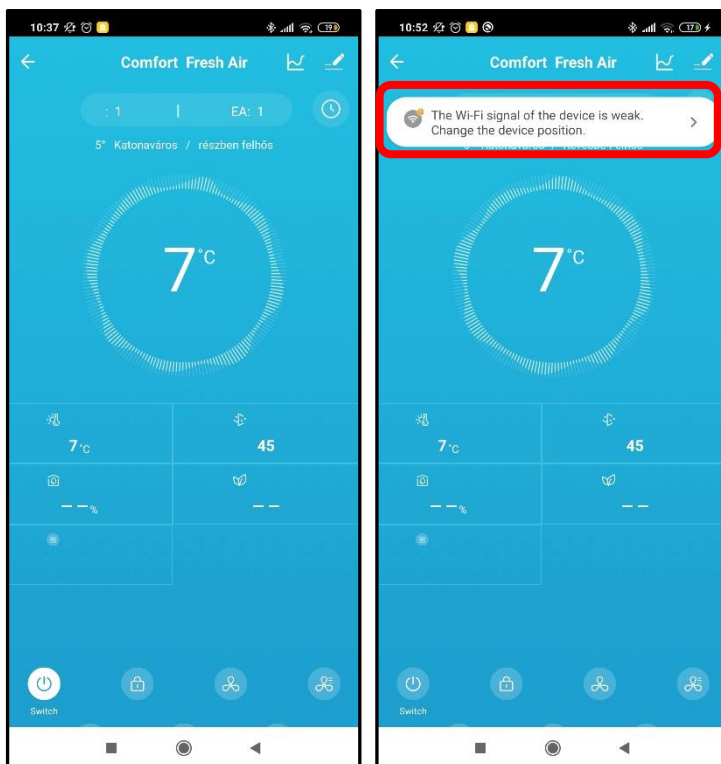 10:37
19
Comfort Fresh Air
: 1 | EA: 1
5° Katonaváros / részben felhős
7°C
7°C
45
– –%
– –
Switch
10:52
17
Comfort Fresh Air
The Wi-Fi signal of the device is weak.
Change the device position.
7°C
7°C
45
– –%
– –
Switch